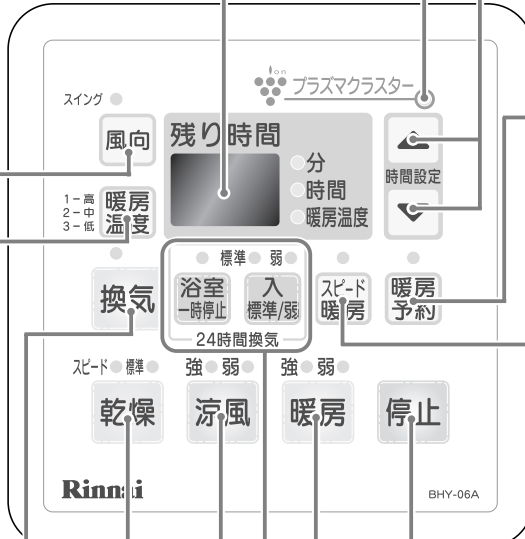 ion
プラズマクラスター
スイング
風向
残り時間
分
時間
暖房温度
時間設定
1-高
2-中
3-低
暖房
温度
換気
標準 弱
浴室
一時停止
入
標準/弱
24時間換気
スピード
暖房
暖房
予約
スピード 標準
乾燥
強 弱
涼風
強 弱
暖房
停止
Rinnai
BHY-06A